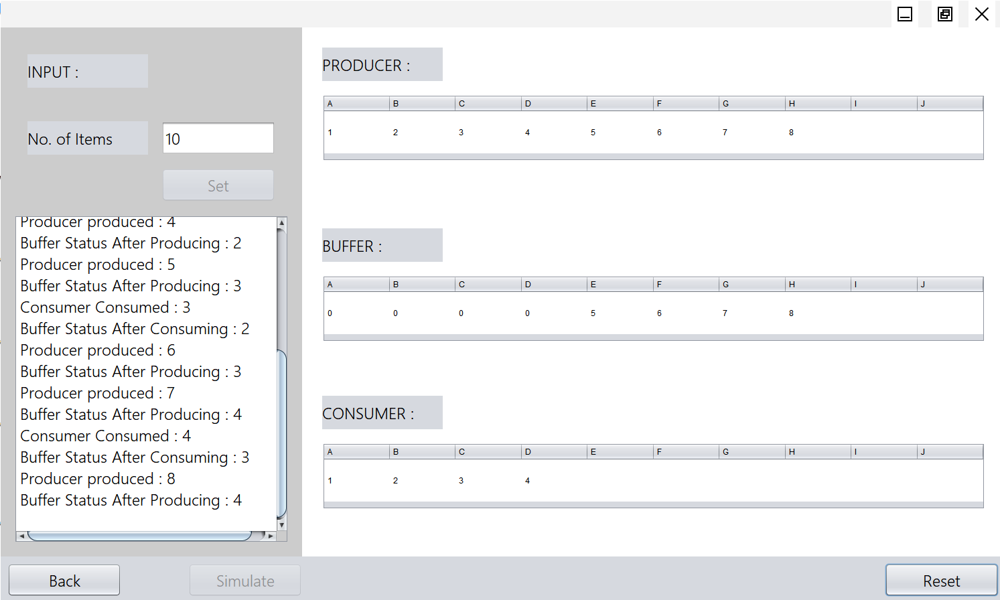 INPUT :
No. of Items 10
Set
Producer produced : 4
Buffer Status After Producing : 2
Producer produced : 5
Buffer Status After Producing : 3
Consumer Consumed : 3
Buffer Status After Consuming : 2
Producer produced : 6
Buffer Status After Producing : 3
Producer produced : 7
Buffer Status After Producing : 4
Consumer Consumed : 4
Buffer Status After Consuming : 3
Producer produced : 8
Buffer Status After Producing : 4
PRODUCER :
A B C D E F G H I J
1 2 3 4 5 6 7 8
BUFFER :
A B C D E F G H I J
0 0 0 0 5 6 7 8
CONSUMER :
A B C D E F G H I J
1 2 3 4
Back Simulate Reset